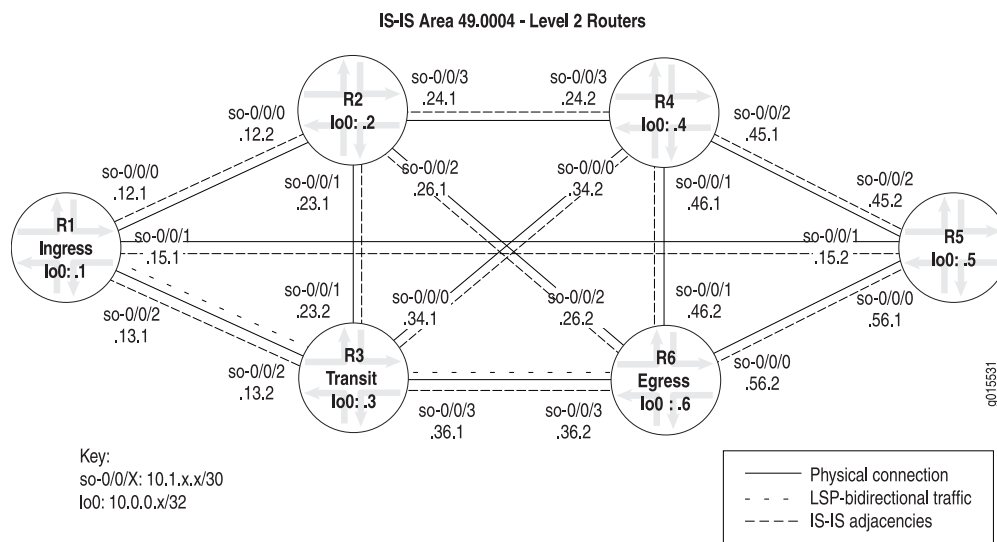 IS-IS Area 49.0004 - Level 2 Routers
so-0/0/3
.24.1
so-0/0/3
.24.2
R2
lo0: .2
R4
lo0: .4
so-0/0/0
.12.2
so-0/0/2
.45.1
so-0/0/0
.12.1
so-0/0/1
.23.1
so-0/0/2
.26.1
so-0/0/0
.34.2
so-0/0/1
.46.1
so-0/0/2
.45.2
R1
Ingress
lo0: .1
so-0/0/1
.15.1
so-0/0/1
.15.2
R5
lo0: .5
so-0/0/2
.13.1
so-0/0/1
.23.2
so-0/0/0
.34.1
so-0/0/2
.26.2
so-0/0/1
.46.2
so-0/0/0
.56.1
so-0/0/2
.13.2
R3
Transit
lo0: .3
R6
Egress
lo0 : .6
so-0/0/0
.56.2
so-0/0/3
.36.1
so-0/0/3
.36.2
g015531
Key:
so-0/0/X: 10.1.x.x/30
lo0: 10.0.0.x/32
Physical connection
LSP-bidirectional traffic
IS-IS adjacencies